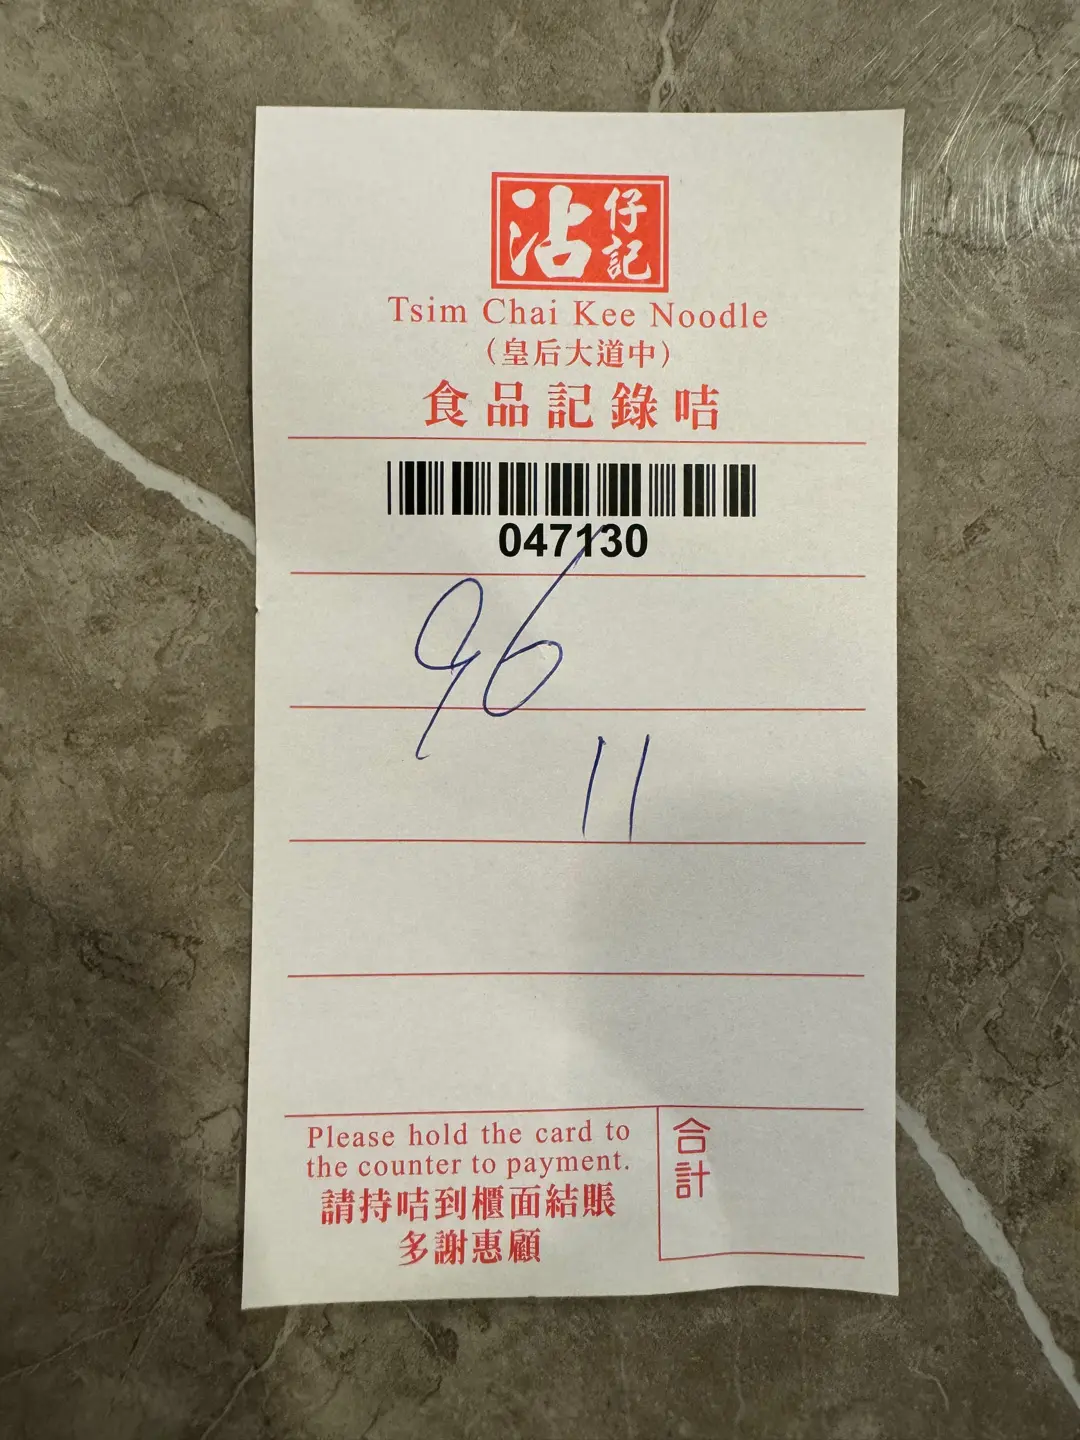 沾仔記
Tsim Chai Kee Noodle
（皇后大道中）
食品記錄咭
047130
96
11
Please hold the card to
the counter to payment.
請持咭到櫃面結賬
多謝惠顧
合計